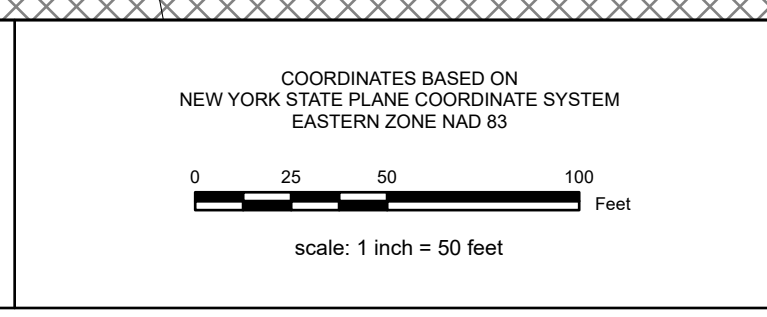 COORDINATES BASED ON
NEW YORK STATE PLANE COORDINATE SYSTEM
EASTERN ZONE NAD 83
0 25 50 100
Feet
scale: 1 inch = 50 feet